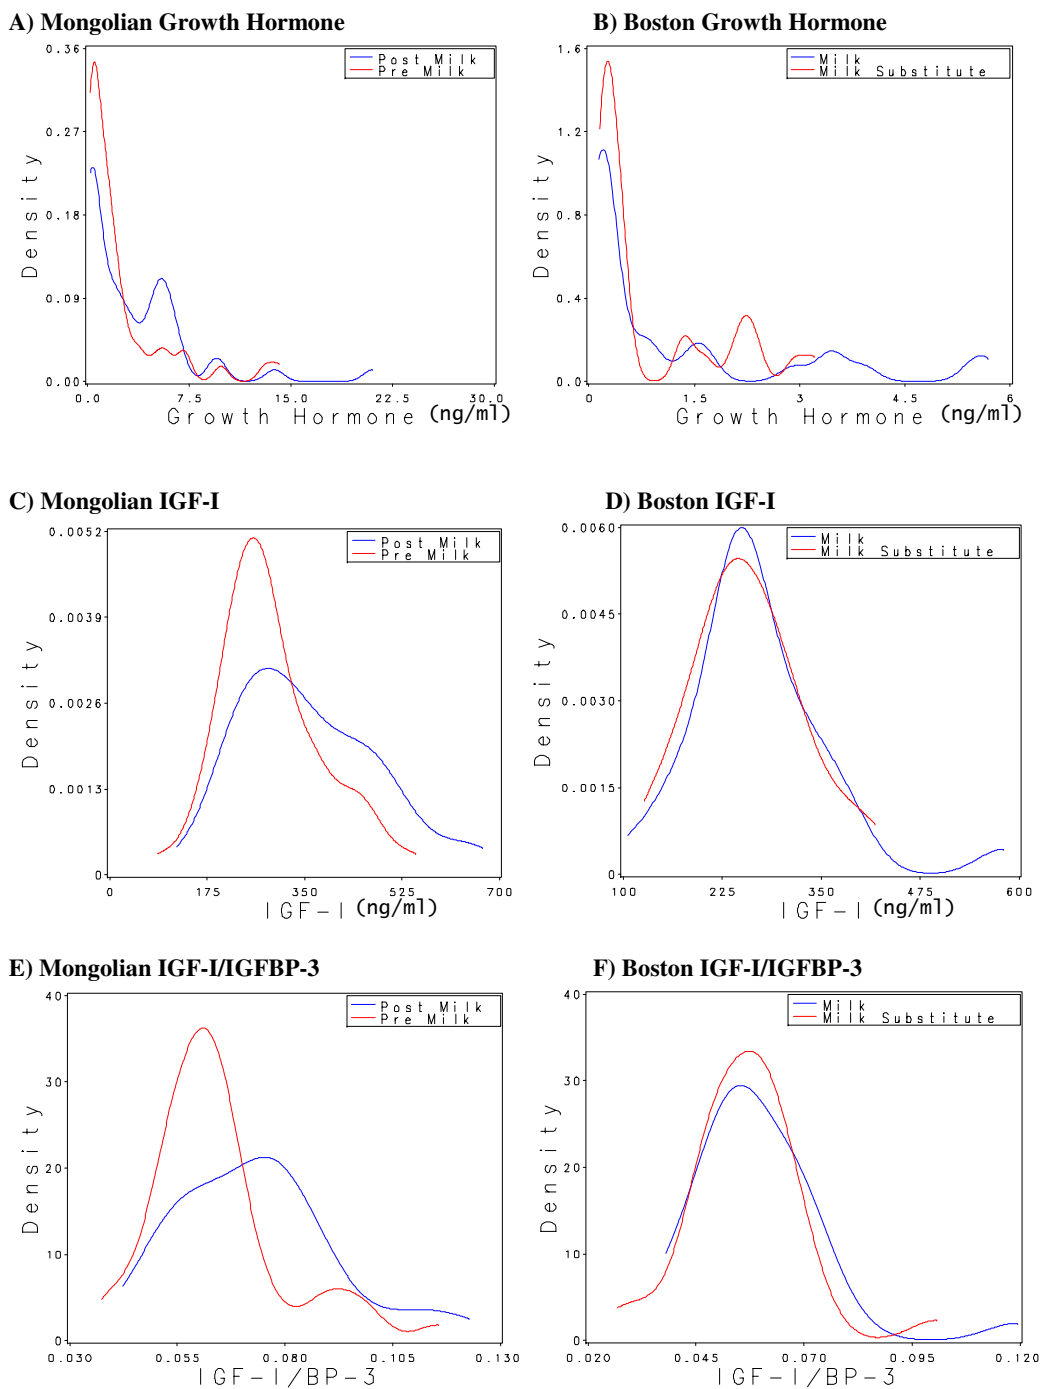 A) Mongolian Growth Hormone
0.36
0.27
0.18
0.09
0.00
Density
Post Milk
Pre Milk
0.0 7.5 15.0 22.5 30.0
Growth Hormone (ng/ml)
B) Boston Growth Hormone
1.6
1.2
0.8
0.4
0.0
Density
Milk
Milk Substitute
0 1.5 3 4.5 6
Growth Hormone (ng/ml)
C) Mongolian IGF-I
0.0052
0.0039
0.0026
0.0013
0
Density
Post Milk
Pre Milk
0 175 350 525 700
IGF-I (ng/ml)
D) Boston IGF-I
0.0060
0.0045
0.0030
0.0015
0
Density
Milk
Milk Substitute
100 225 350 475 600
IGF-I (ng/ml)
E) Mongolian IGF-I/IGFBP-3
40
30
20
10
0
Density
Post Milk
Pre Milk
0.030 0.055 0.080 0.105 0.130
IGF-I/BP-3
F) Boston IGF-I/IGFBP-3
40
30
20
10
0
Density
Milk
Milk Substitute
0.020 0.045 0.070 0.095 0.120
IGF-I/BP-3